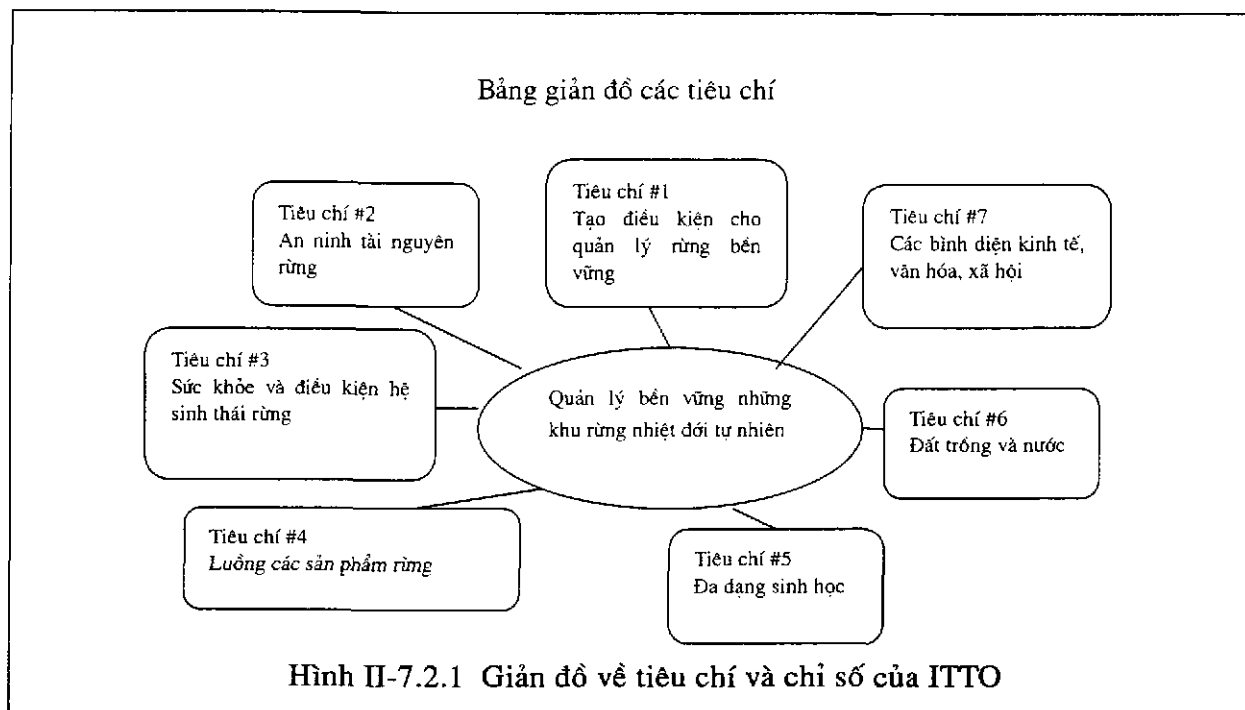 Bảng giản đồ các tiêu chí
Tiêu chí #1
Tạo điều kiện cho
quản lý rừng bền
vững
Tiêu chí #2
An ninh tài nguyên
rừng
Tiêu chí #7
Các bình diện kinh tế,
văn hóa, xã hội
Tiêu chí #3
Sức khỏe và điều kiện hệ
sinh thái rừng
Quản lý bền vững những
khu rừng nhiệt đới tự nhiên
Tiêu chí #6
Đất trồng và nước
Tiêu chí #4
Luồng các sản phẩm rừng
Tiêu chí #5
Đa dạng sinh học
Hình II-7.2.1 Giản đồ về tiêu chí và chỉ số của ITTO